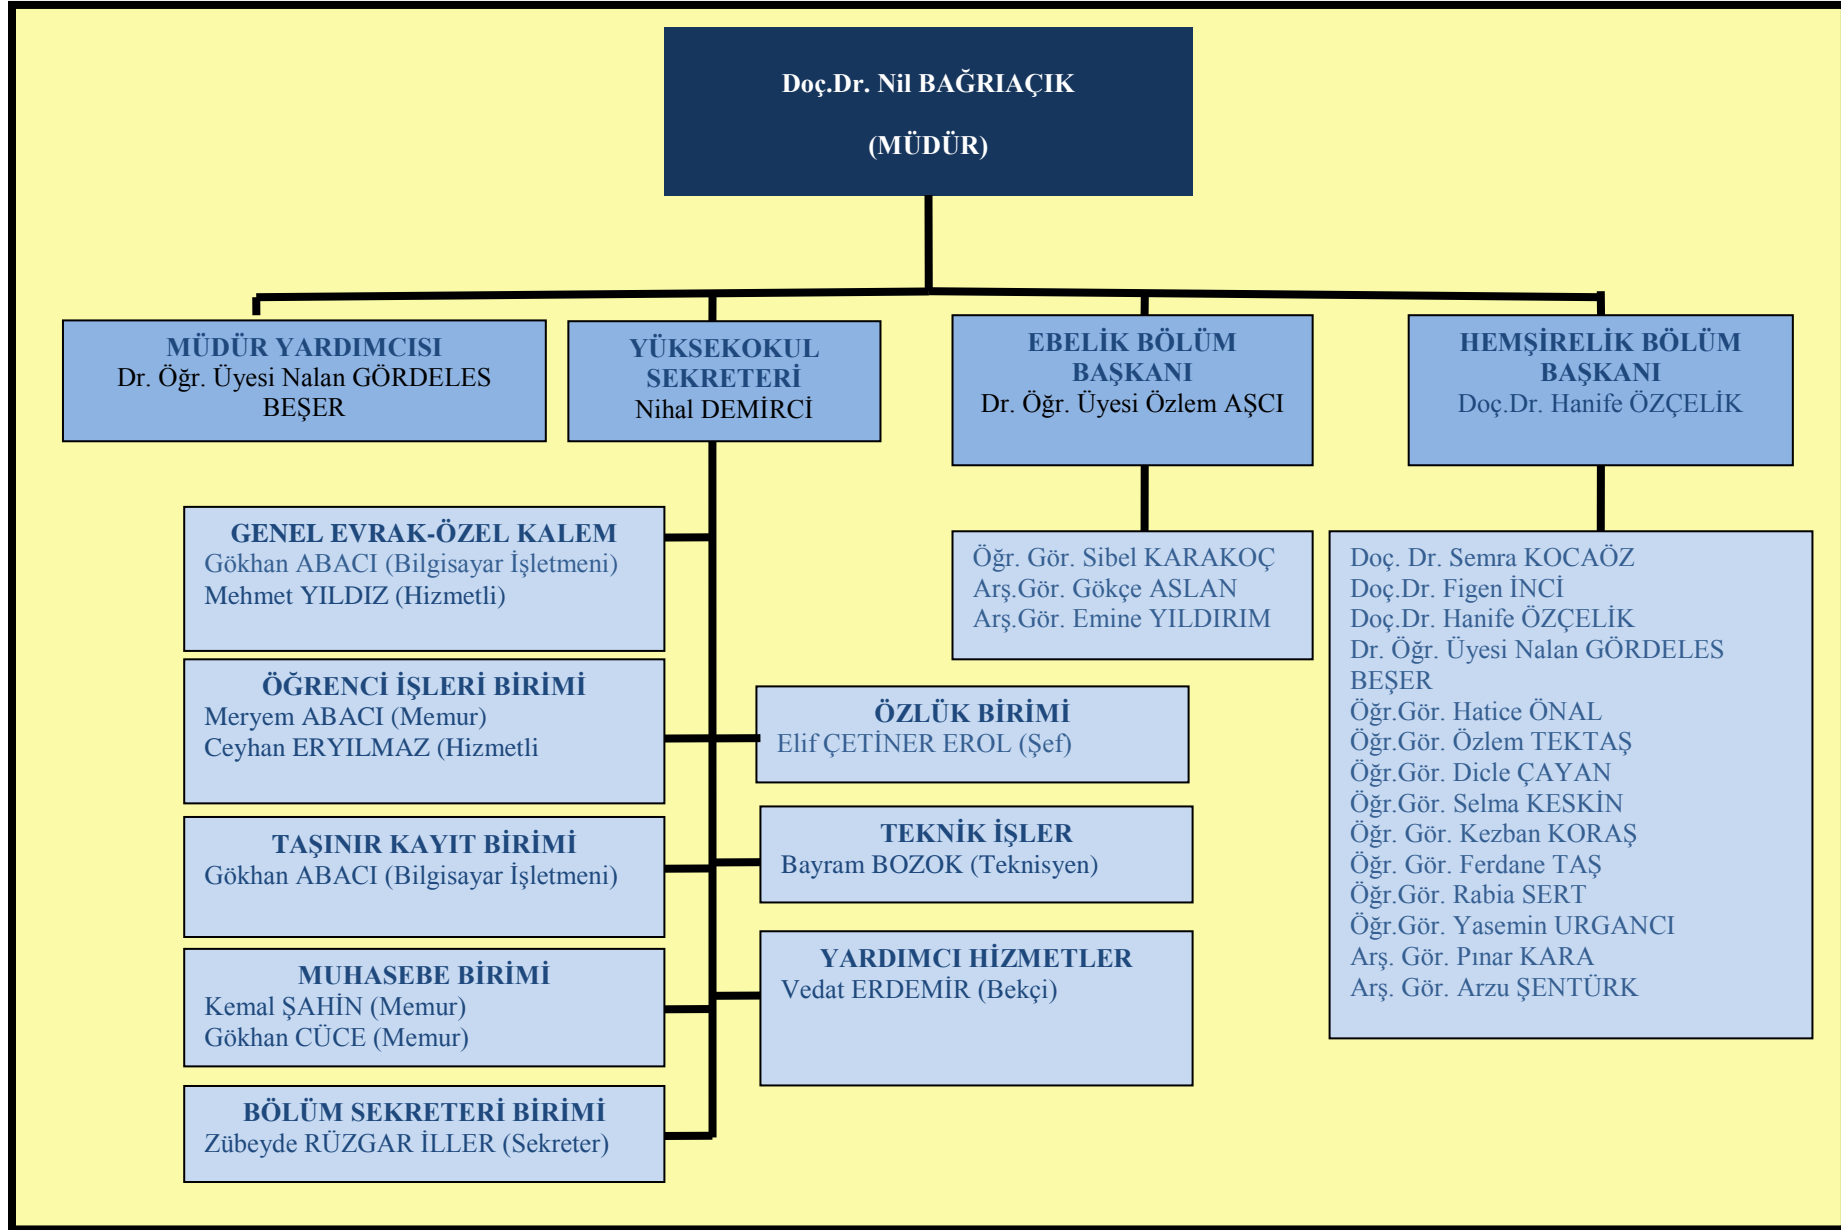 Doç.Dr. Nil BAĞRIAÇIK
(MÜDÜR)
MÜDÜR YARDIMCISI
Dr. Öğr. Üyesi Nalan GÖRDELES
BEŞER
YÜKSEKOKUL
SEKRETERİ
Nihal DEMİRCİ
EBELİK BÖLÜM
BAŞKANI
Dr. Öğr. Üyesi Özlem AŞCI
HEMŞİRELİK BÖLÜM
BAŞKANI
Doç.Dr. Hanife ÖZÇELİK
GENEL EVRAK-ÖZEL KALEM
Gökhan ABACI (Bilgisayar İşletmeni)
Mehmet YILDIZ (Hizmetli)
ÖĞRENCİ İŞLERİ BİRİMİ
Meryem ABACI (Memur)
Ceyhan ERYILMAZ (Hizmetli
TAŞINIR KAYIT BİRİMİ
Gökhan ABACI (Bilgisayar İşletmeni)
MUHASEBE BİRİMİ
Kemal ŞAHİN (Memur)
Gökhan CÜCE (Memur)
BÖLÜM SEKRETERİ BİRİMİ
Zübeyde RÜZGAR İLLER (Sekreter)
ÖZLÜK BİRİMİ
Elif ÇETİNER EROL (Şef)
TEKNİK İŞLER
Bayram BOZOK (Teknisyen)
YARDIMCI HİZMETLER
Vedat ERDEMİR (Bekçi)
Öğr. Gör. Sibel KARAKOÇ
Arş.Gör. Gökçe ASLAN
Arş.Gör. Emine YILDIRIM
Doç. Dr. Semra KOCAÖZ
Doç.Dr. Figen İNCİ
Doç.Dr. Hanife ÖZÇELİK
Dr. Öğr. Üyesi Nalan GÖRDELES
BEŞER
Öğr.Gör. Hatice ÖNAL
Öğr.Gör. Özlem TEKTAŞ
Öğr.Gör. Dicle ÇAYAN
Öğr.Gör. Selma KESKİN
Öğr. Gör. Kezban KORAŞ
Öğr. Gör. Ferdane TAŞ
Öğr.Gör. Rabia SERT
Öğr.Gör. Yasemin URGANCI
Arş. Gör. Pınar KARA
Arş. Gör. Arzu ŞENTÜRK